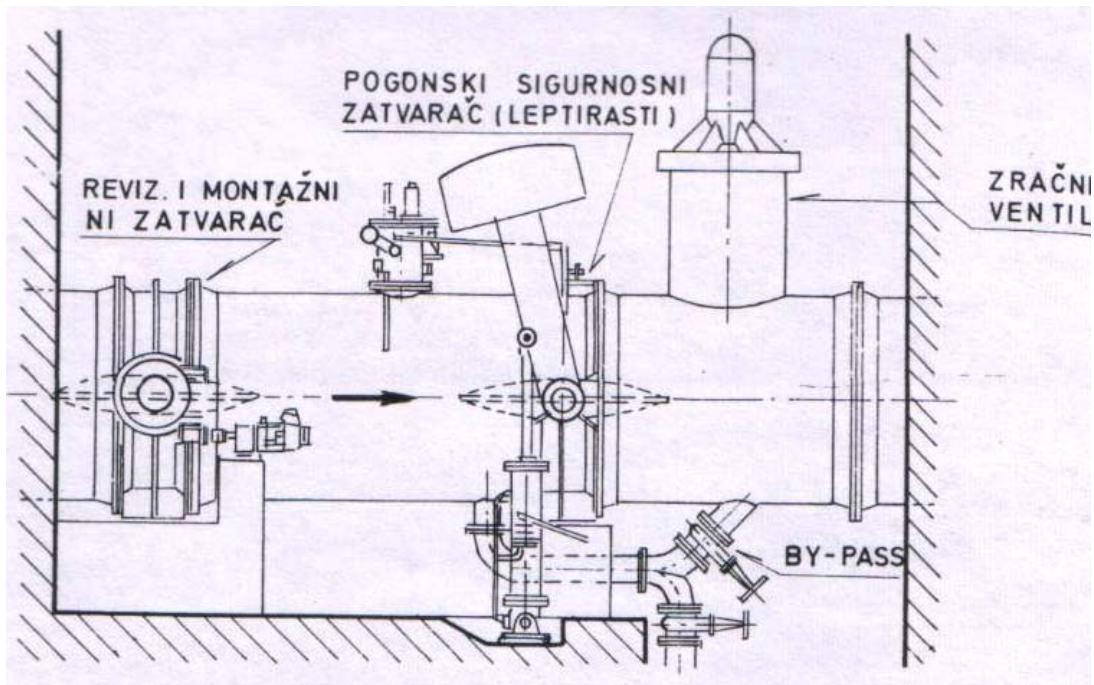 POGONSKI SIGURNOSNI
ZATVARAČ (LEPTIRASTI)
REVIZ. I MONTAŽNI
NI ZATVARAČ
ZRAČNI
VENTIL
BY-PASS